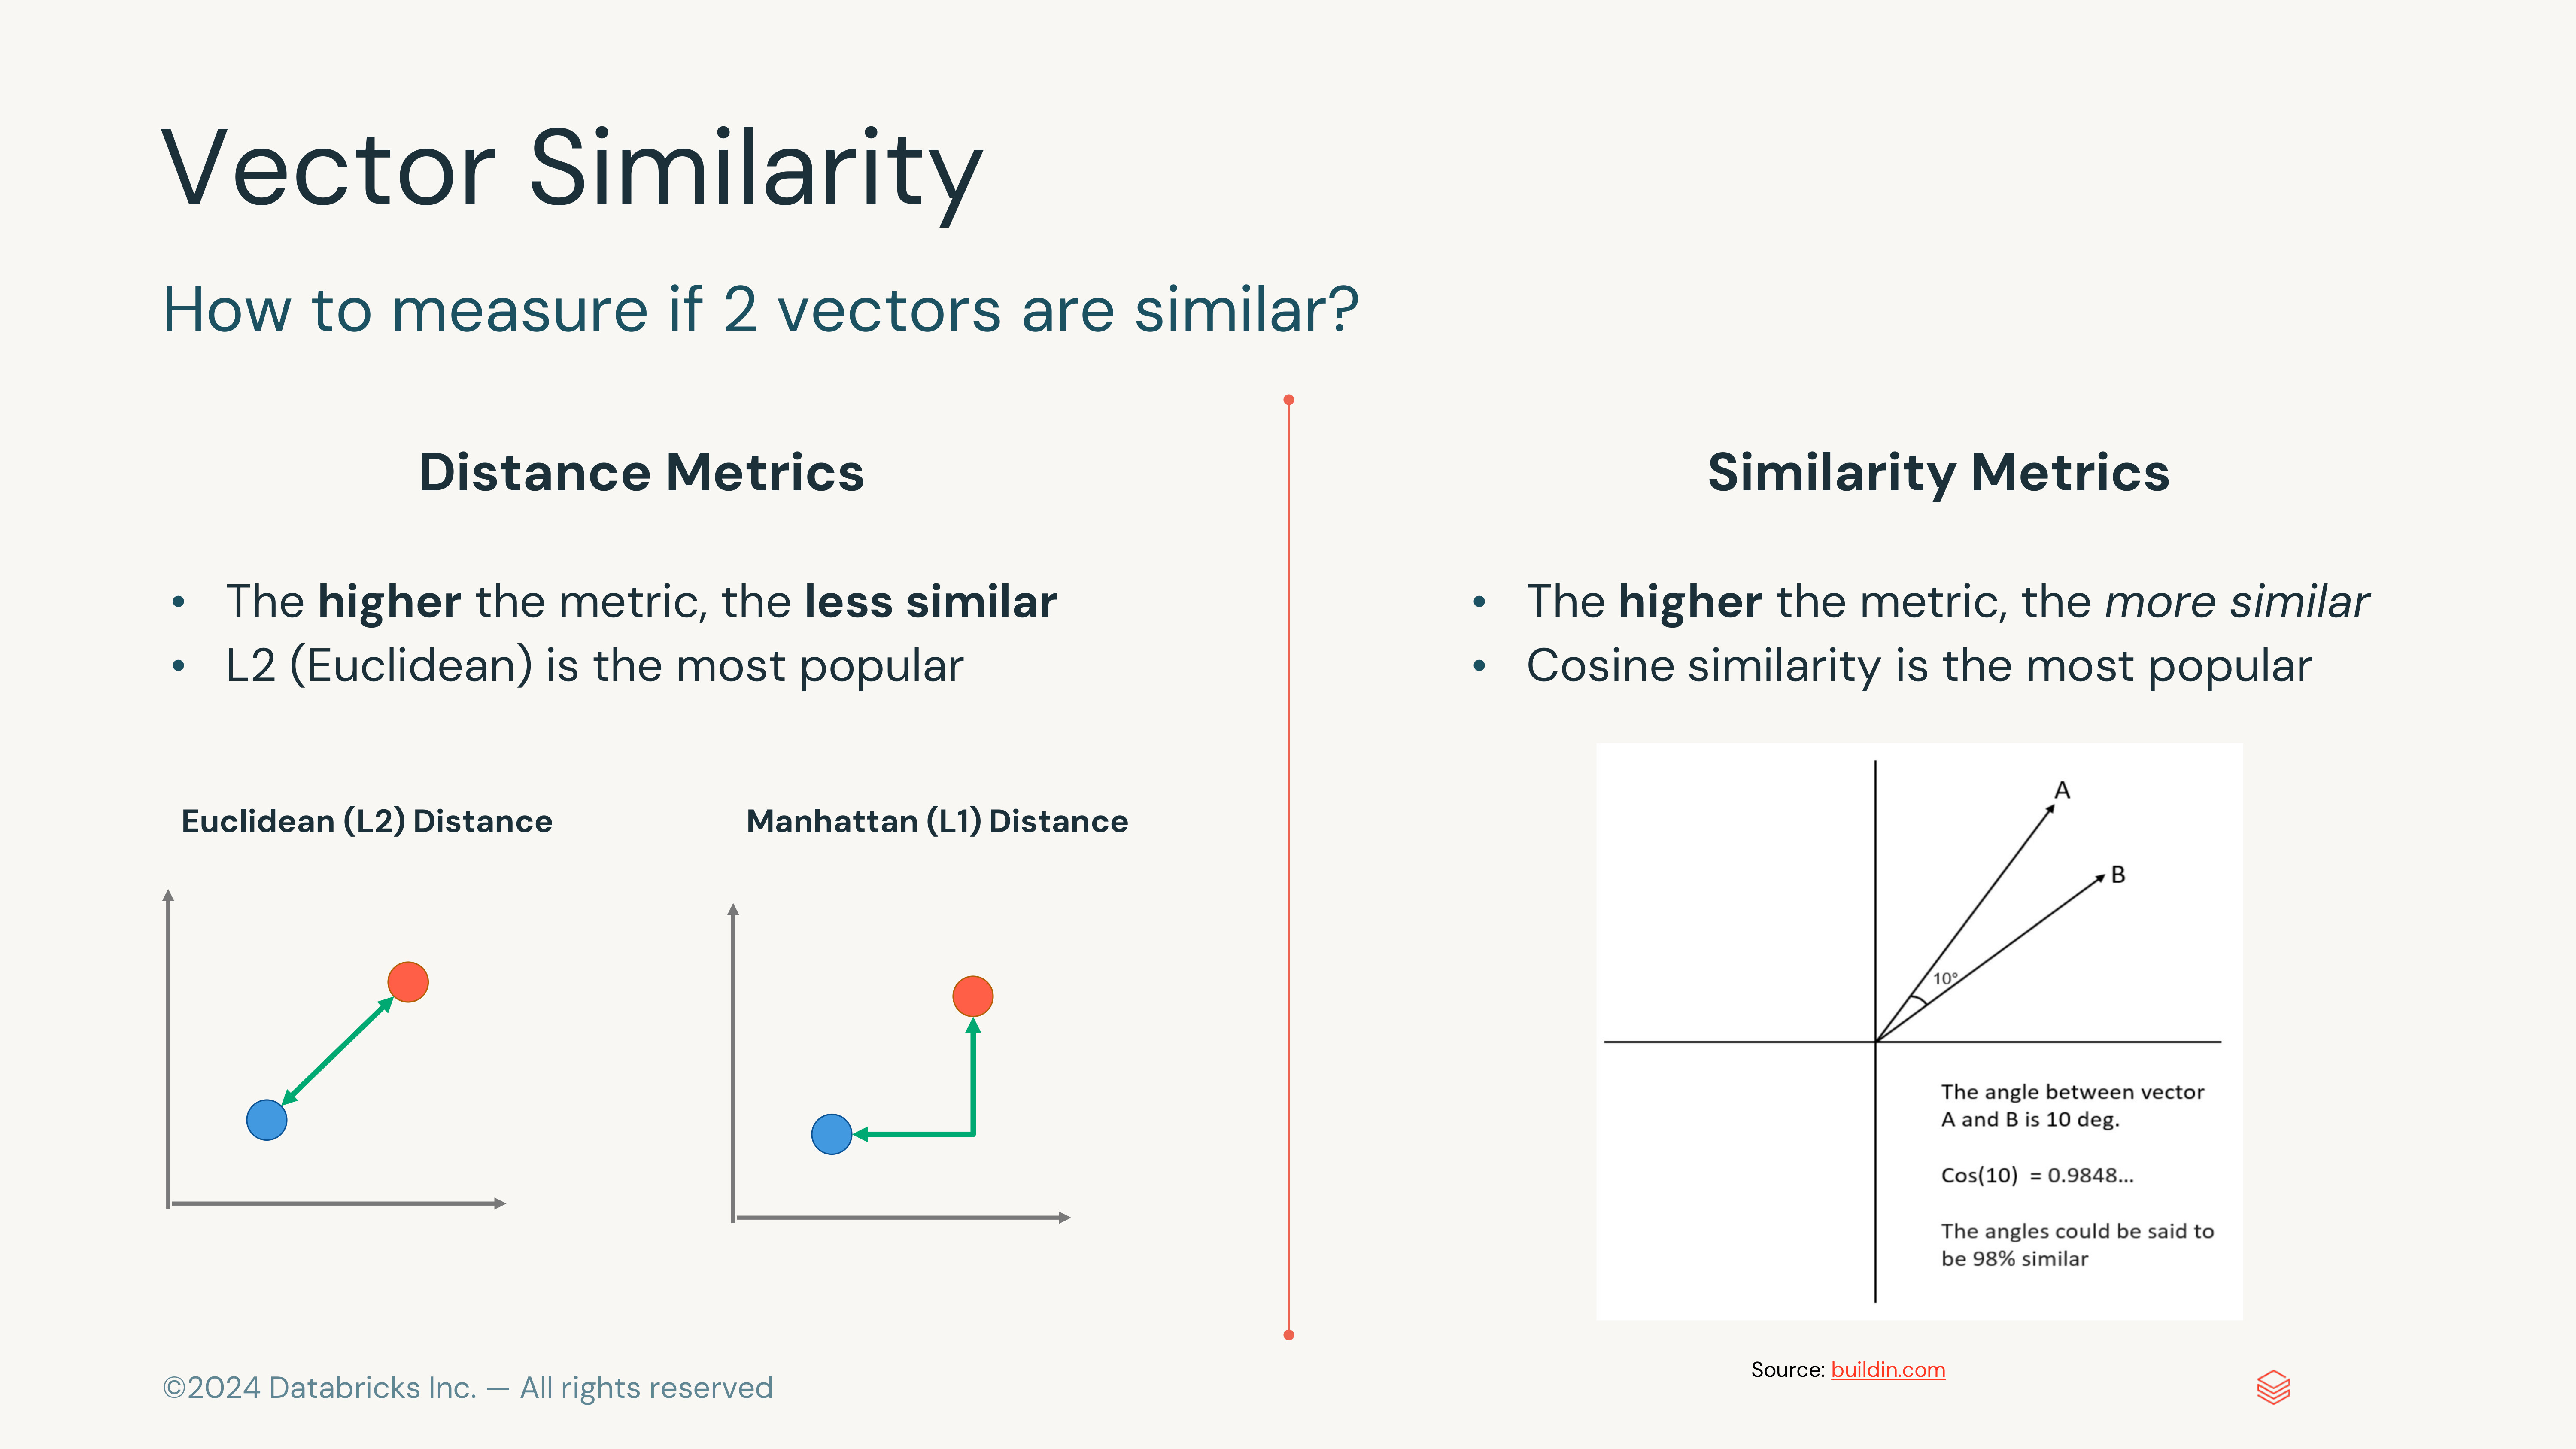 Vector Similarity
How to measure if 2 vectors are similar?
Distance Metrics
• The higher the metric, the less similar
• L2 (Euclidean) is the most popular
Euclidean (L2) Distance
Manhattan (L1) Distance
Similarity Metrics
• The higher the metric, the more similar
• Cosine similarity is the most popular
A
B
10°
The angle between vector
A and B is 10 deg.
Cos(10) = 0.9848...
The angles could be said to
be 98% similar
Source: buildin.com
©2024 Databricks Inc. — All rights reserved